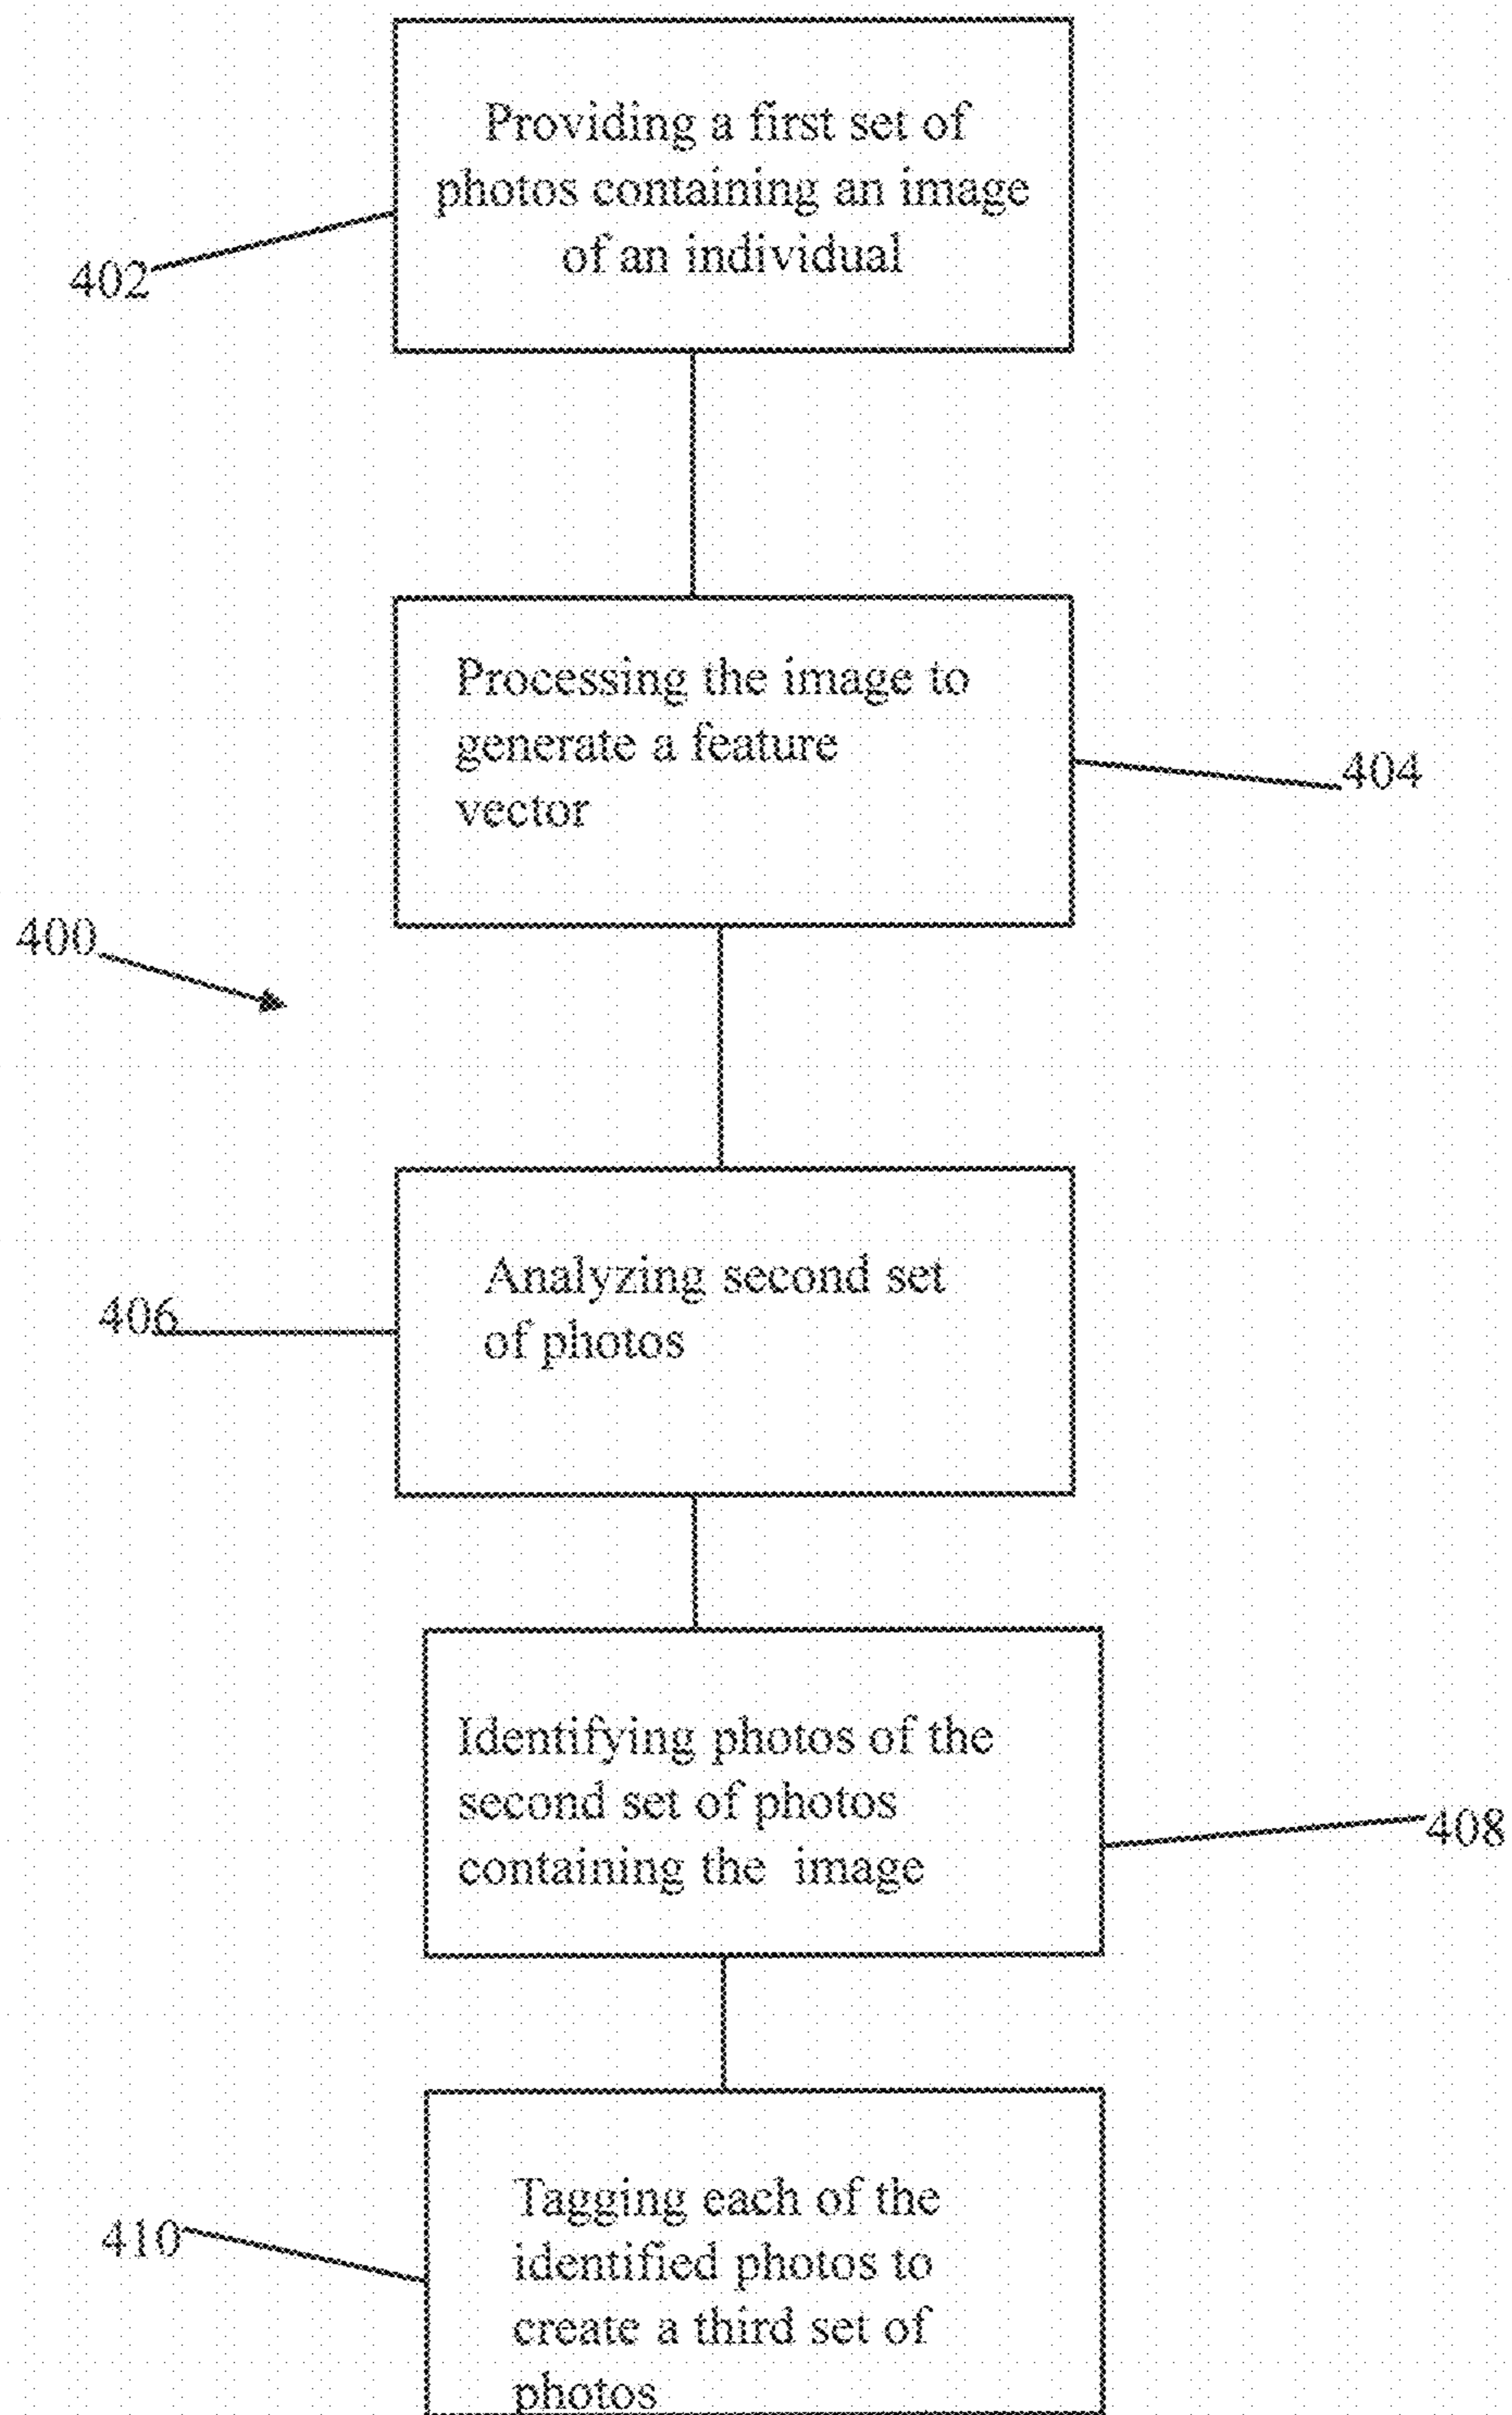 Providing a first set of
photos containing an image
of an individual
402
Processing the image to
generate a feature
vector
404
400
Analyzing second set
of photos
406
Identifying photos of the
second set of photos
containing the image
408
Tagging each of the
identified photos to
create a third set of
photos
410